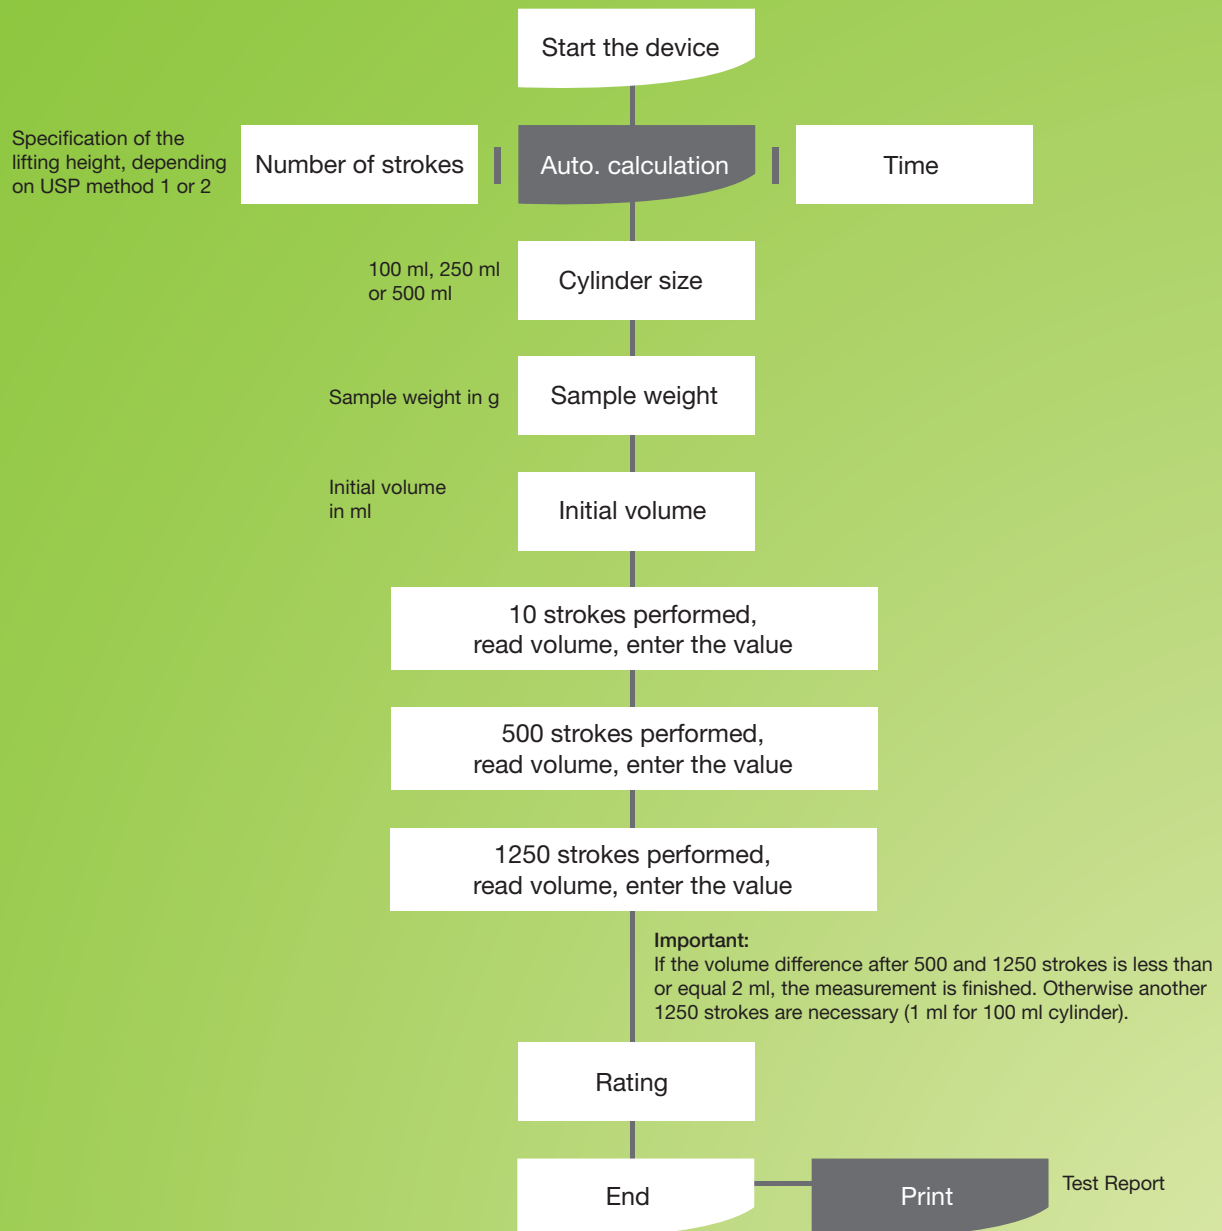 Start the device
Specification of the
lifting height, depending
on USP method 1 or 2
Number of strokes
Auto. calculation
Time
100 ml, 250 ml
or 500 ml
Cylinder size
Sample weight in g
Sample weight
Initial volume
in ml
Initial volume
10 strokes performed,
read volume, enter the value
500 strokes performed,
read volume, enter the value
1250 strokes performed,
read volume, enter the value
Important:
If the volume difference after 500 and 1250 strokes is less than
or equal 2 ml, the measurement is finished. Otherwise another
1250 strokes are necessary (1 ml for 100 ml cylinder).
Rating
End
Print
Test Report